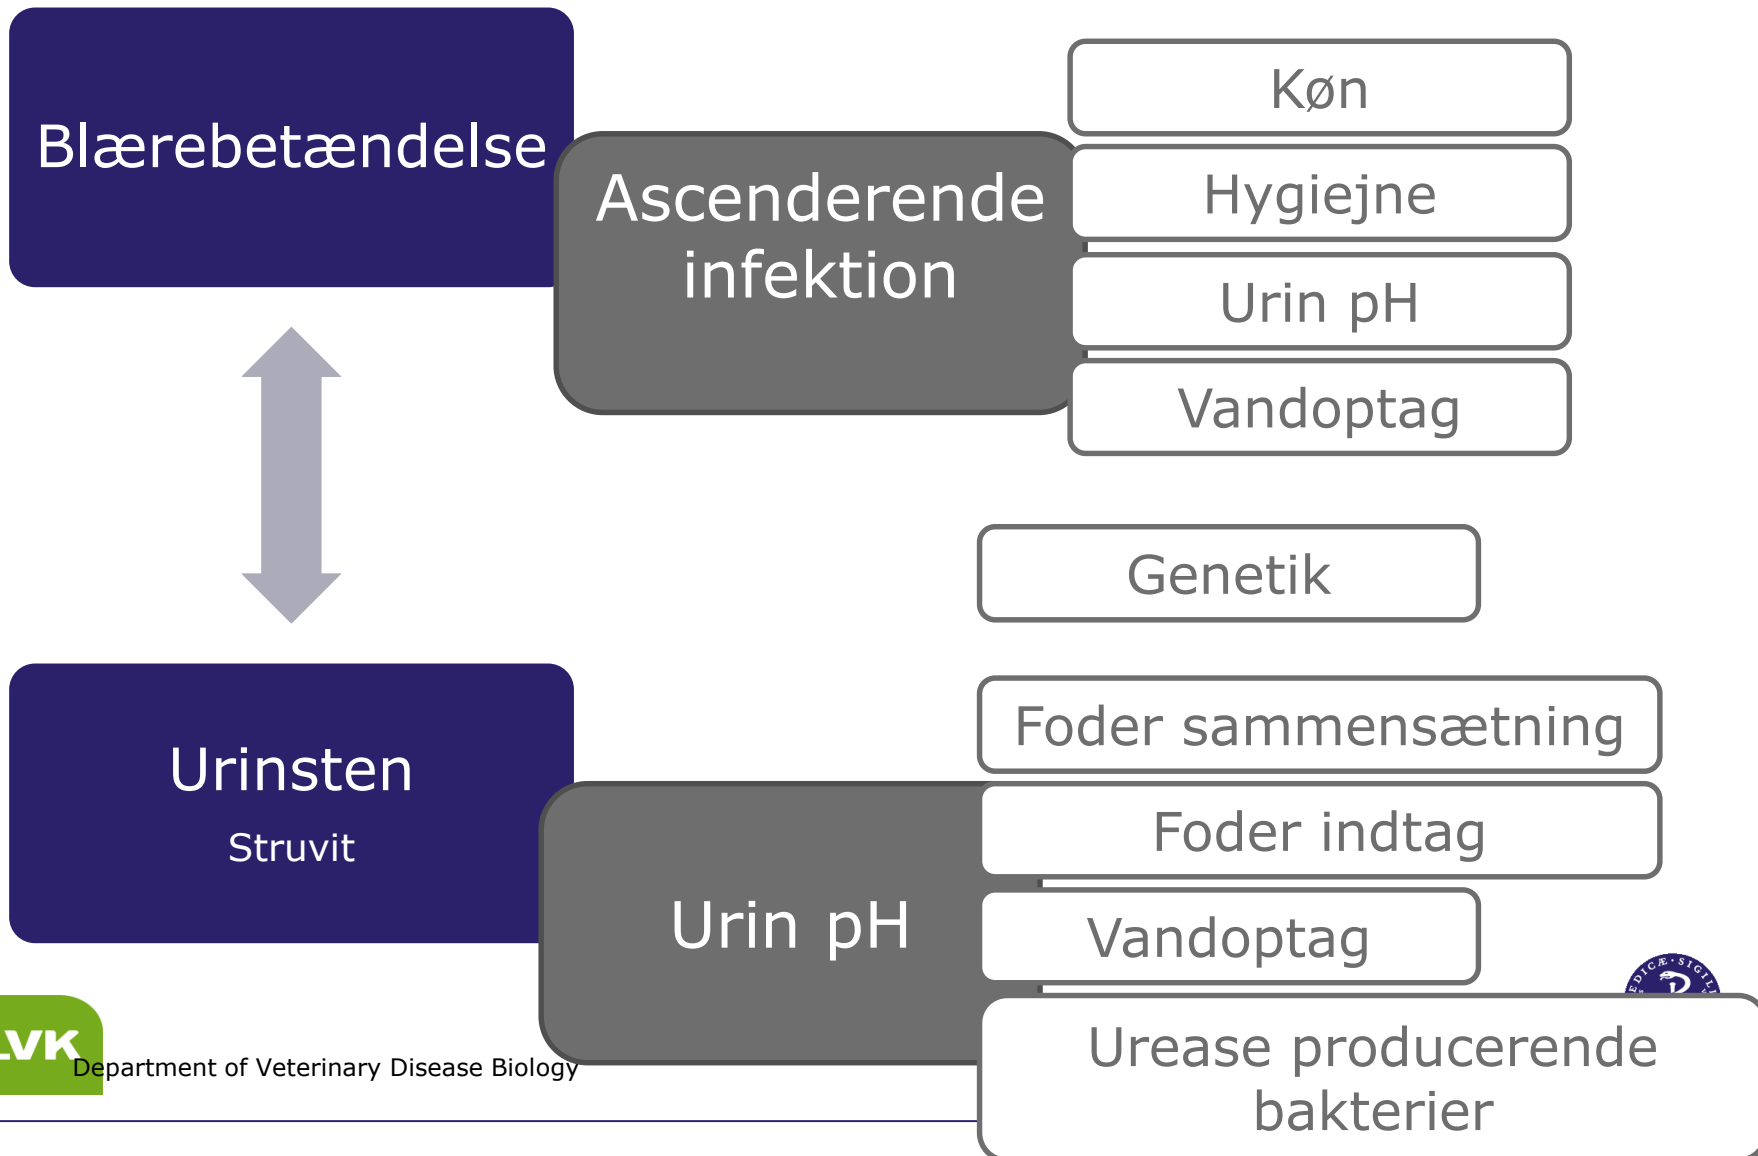 Blærebetændelse
Ascenderende
infektion
Køn
Hygiejne
Urin pH
Vandoptag
Genetik
Urinsten
Struvit
Urin pH
Foder sammensætning
Foder indtag
Vandoptag
Urease producerende
bakterier
Department of Veterinary Disease Biology